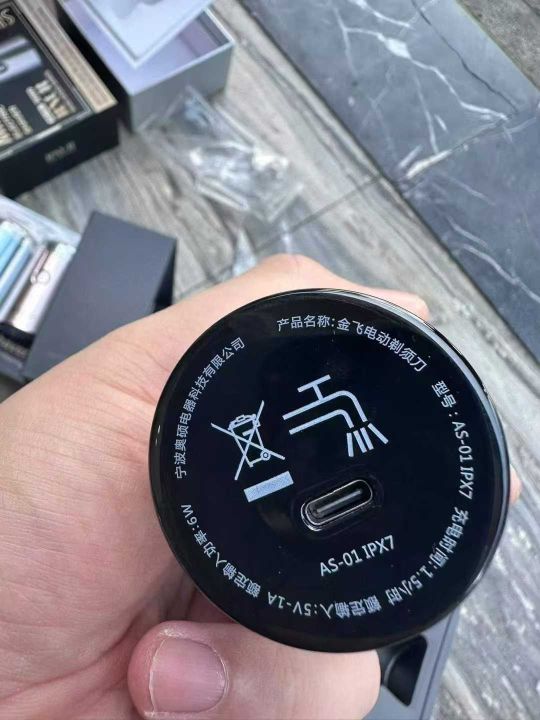 产品名称:金飞电动剃须刀
型号:AS-01 IPX7
充电时间:1.5小时
额定输入:5V-1A
额定输入功率:6W
宁波奥硕电器科技有限公司
AS-01 IPX7